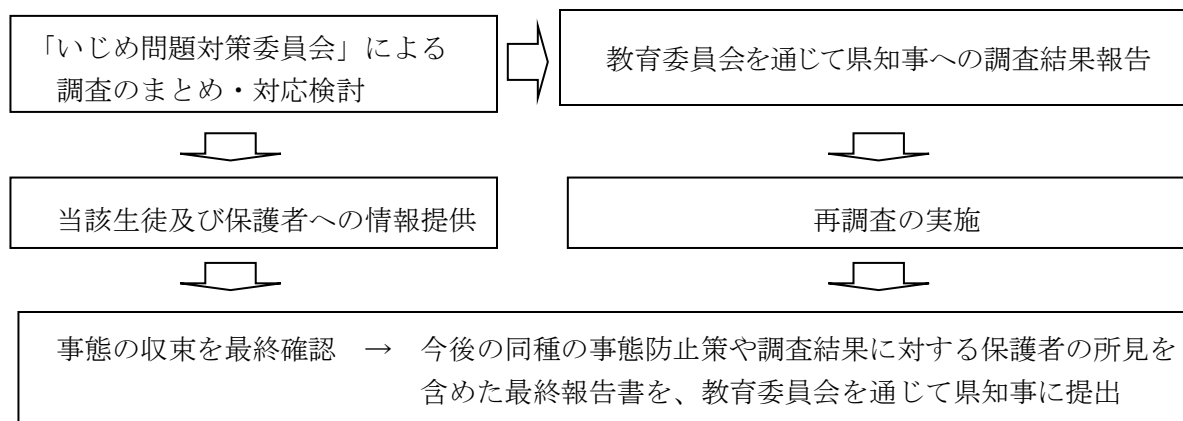 「いじめ問題対策委員会」による
調査のまとめ・対応検討
教育委員会を通じて県知事への調査結果報告
当該生徒及び保護者への情報提供
再調査の実施
事態の収束を最終確認 → 今後の同種の事態防止策や調査結果に対する保護者の所見を
含めた最終報告書を、教育委員会を通じて県知事に提出